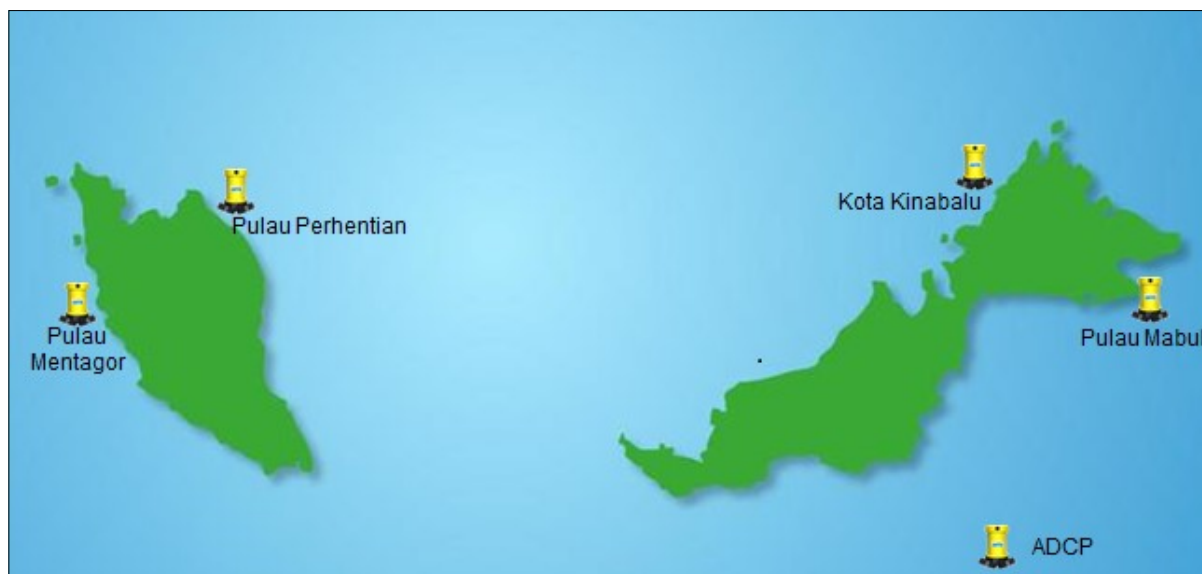 Kota Kinabalu
Pulau Perhentian
Pulau
Mentagor
Pulau Mabul
ADCP